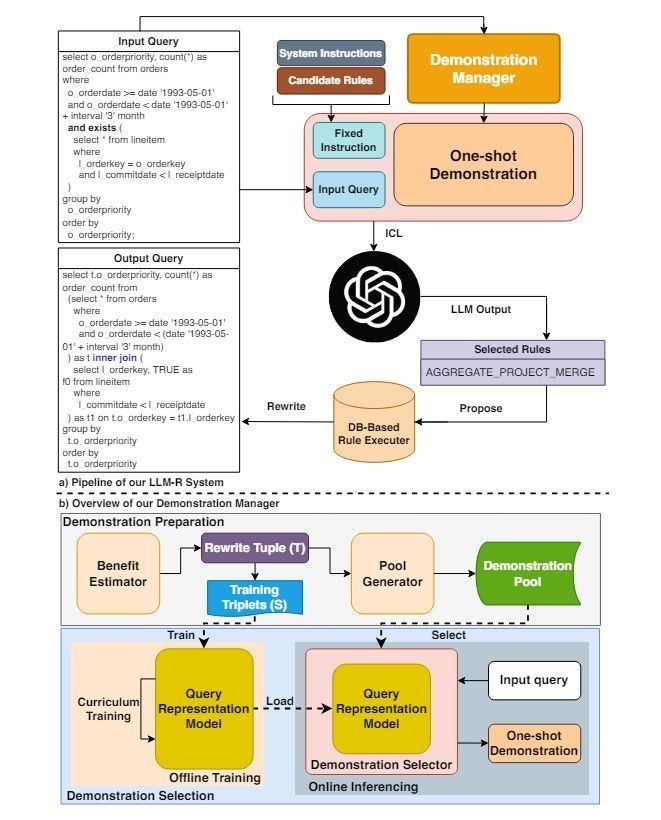 Input Query
select o_orderpriority, count(*) as
order_count from orders
where
o_orderdate >= date '1993-05-01'
and o_orderdate < date '1993-05-01'
+ interval '3' month
and exists (
select * from lineitem
where
l_orderkey = o_orderkey
and l_commitdate < l_receiptdate
)
group by
o_orderpriority
order by
o_orderpriority;
System Instructions
Candidate Rules
Demonstration
Manager
Fixed
Instruction
Input Query
One-shot
Demonstration
ICL
Output Query
select t.o_orderpriority, count(*) as
order_count from
(select * from orders
where
o_orderdate >= date '1993-05-01'
and o_orderdate < (date '1993-05-
01' + interval '3' month)
) as t inner join (
select l_orderkey, TRUE as
f0 from lineitem
where
l_commitdate < l_receiptdate
) as t1 on t.o_orderkey = t1.l_orderkey
group by
t.o_orderpriority
order by
t.o_orderpriority
LLM Output
Selected Rules
AGGREGATE_PROJECT_MERGE
Propose
DB-Based
Rule Executer
Rewrite
a) Pipeline of our LLM-R System
b) Overview of our Demonstration Manager
Demonstration Preparation
Benefit
Estimator
Rewrite Tuple (T)
Training
Triplets (S)
Pool
Generator
Demonstration
Pool
Train
Select
Curriculum
Training
Query
Representation
Model
Offline Training
Load
Query
Representation
Model
Demonstration Selector
Input query
One-shot
Demonstration
Online Inferencing
Demonstration Selection